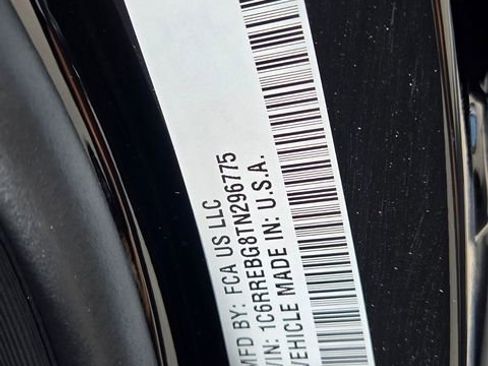 MFD BY: FCA US LLC
VIN: 1C6RREBG8TN296775
VEHICLE MADE IN: U.S.A.